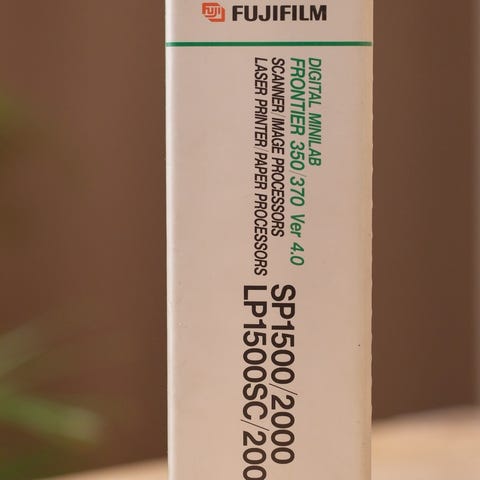 FUJIFILM
DIGITAL MINILAB
FRONTIER 350/370 Ver 4.0
SCANNER/IMAGE PROCESSORS
LASER PRINTER/PAPER PROCESSORS
SP1500/2000
LP1500SC/200